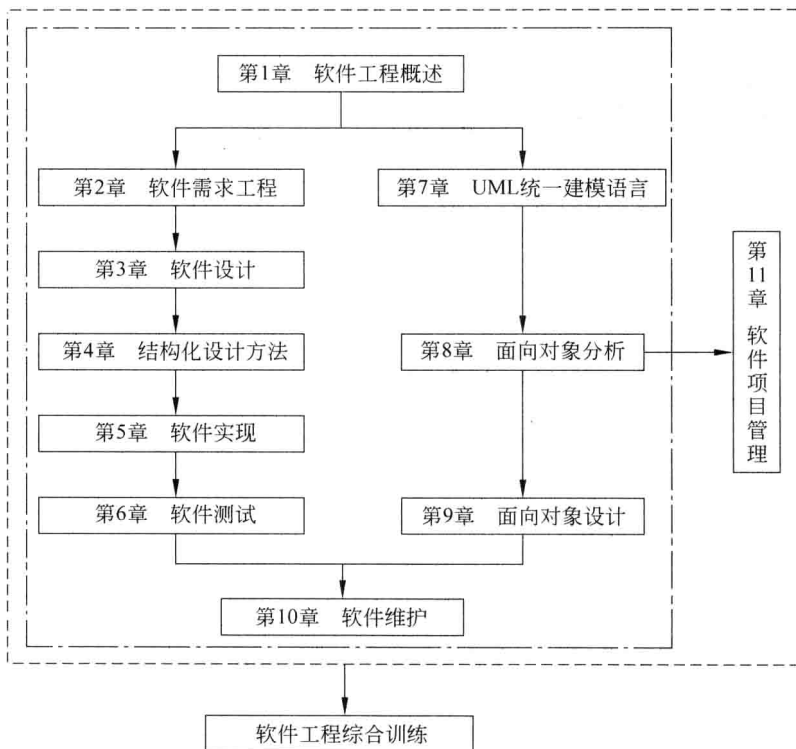 第1章 软件工程概述
第2章 软件需求工程
第7章 UML统一建模语言
第3章 软件设计
第4章 结构化设计方法
第8章 面向对象分析
第11章 软件项目管理
第5章 软件实现
第6章 软件测试
第9章 面向对象设计
第10章 软件维护
软件工程综合训练